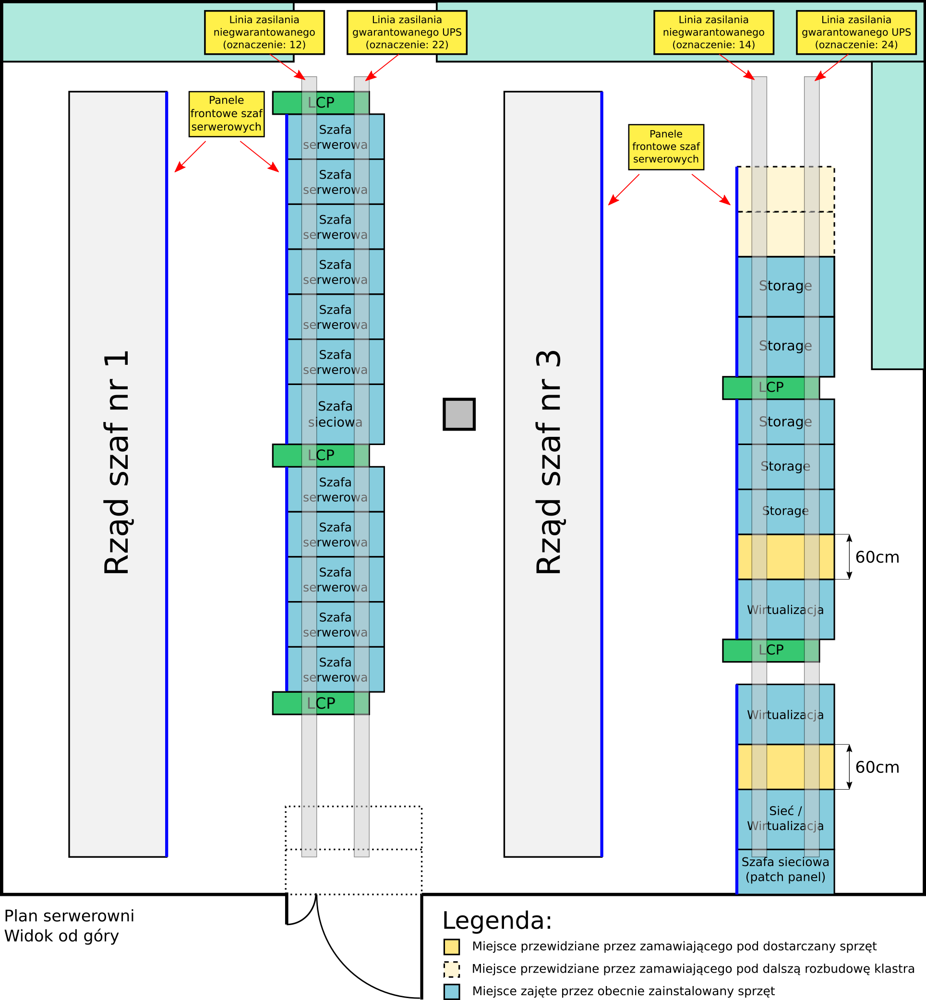 Linia zasilania
niegwarantowanego
(oznaczenie: 12)
Linia zasilania
gwarantowanego UPS
(oznaczenie: 22)
Linia zasilania
niegwarantowanego
(oznaczenie: 14)
Linia zasilania
gwarantowanego UPS
(oznaczenie: 24)
Panele
frontowe szaf
serwerowych
Panele
frontowe szaf
serwerowych
Rząd szaf nr 1
LCP
Szafa
serwerowa
Szafa
serwerowa
Szafa
serwerowa
Szafa
serwerowa
Szafa
serwerowa
Szafa
serwerowa
Szafa
sieciowa
LCP
Szafa
serwerowa
Szafa
serwerowa
Szafa
serwerowa
Szafa
serwerowa
Szafa
serwerowa
LCP
Rząd szaf nr 3
Storage
Storage
LCP
Storage
Storage
Storage
60cm
Wirtualizacja
LCP
Wirtualizacja
60cm
Sieć /
Wirtualizacja
Szafa sieciowa
(patch panel)
Plan serwerowni
Widok od góry
Legenda:
Miejsce przewidziane przez zamawiającego pod dostarczany sprzęt
Miejsce przewidziane przez zamawiającego pod dalszą rozbudowę klastra
Miejsce zajęte przez obecnie zainstalowany sprzęt